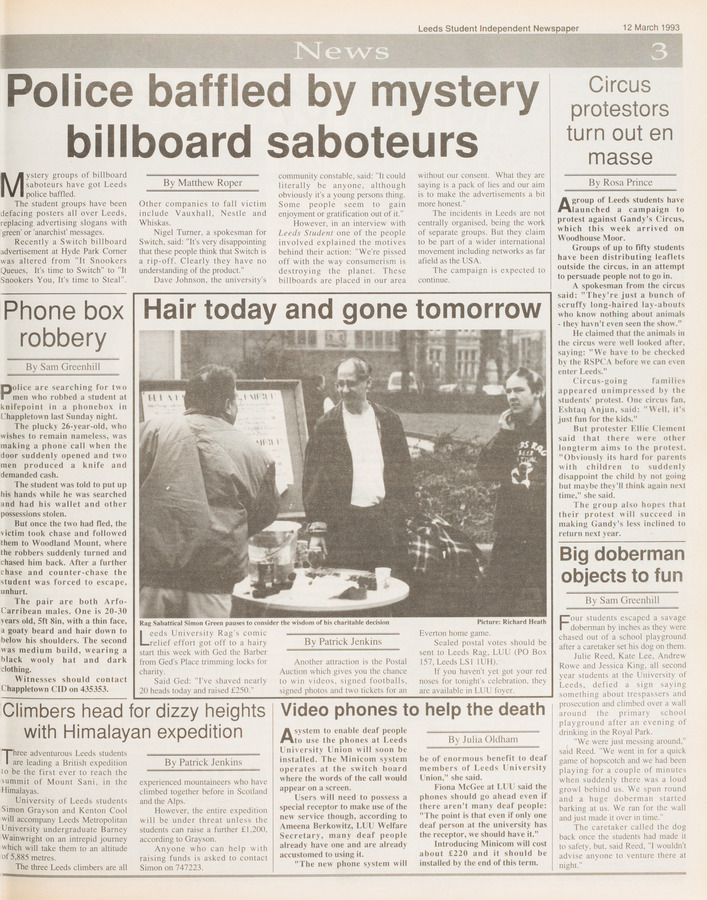 Leeds Student Independent Newspaper 12 March 1993
News 3
Police baffled by mystery
billboard saboteurs
Mystery groups of billboard
saboteurs have got Leeds
police baffled.
The student groups have been
defacing posters all over Leeds,
replacing advertising slogans with
'green' or 'anarchist' messages.
Recently a Switch billboard
advertisement at Hyde Park Corner
was altered from "It Snookers
Queues, It's time to Switch" to "It
Snookers You, It's time to Steal".
By Matthew Roper
Other companies to fall victim
include Vauxhall, Nestle and
Whiskas.
Nigel Turner, a spokesman for
Switch, said: "It's very disappointing
that these people think that Switch is
a rip-off. Clearly they have no
understanding of the product."
Dave Johnson, the university's
community constable, said: "It could
literally be anyone, although
obviously it's a young persons thing.
Some people seem to gain
enjoyment or gratification out of it."
However, in an interview with
Leeds Student one of the people
involved explained the motives
behind their action: "We're pissed
off with the way consumerism is
destroying the planet. These
billboards are placed in our area
without our consent. What they are
saying is a pack of lies and our aim
is to make the advertisements a bit
more honest."
The incidents in Leeds are not
centrally organised, being the work
of separate groups. But they claim
to be part of a wider international
movement including networks as far
afield as the USA.
The campaign is expected to
continue.
Circus
protestors
turn out en
masse
By Rosa Prince
A group of Leeds students have
launched a campaign to
protest against Gandy's Circus,
which this week arrived on
Woodhouse Moor.
Groups of up to fifty students
have been distributing leaflets
outside the circus, in an attempt
to persuade people not to go in.
A spokesman from the circus
said: "They're just a bunch of
scruffy long-haired lay-abouts
who know nothing about animals
- they havn't even seen the show."
He claimed that the animals in
the circus were well looked after,
saying: "We have to be checked
by the RSPCA before we can even
enter Leeds."
Circus-going families
appeared unimpressed by the
students' protest. One circus fan,
Eshtaq Anjun, said: "Well, it's
just fun for the kids."
But protester Ellie Clement
said that there were other
longterm aims to the protest.
"Obviously its hard for parents
with children to suddenly
disappoint the child by not going
but maybe they'll think again next
time," she said.
The group also hopes that
their protest will succeed in
making Gandy's less inclined to
return next year.
Phone box
robbery
By Sam Greenhill
Police are searching for two
men who robbed a student at
knifepoint in a phonebox in
Chappletown last Sunday night.
The plucky 26-year-old, who
wishes to remain nameless, was
making a phone call when the
door suddenly opened and two
men produced a knife and
demanded cash.
The student was told to put up
his hands while he was searched
and had his wallet and other
possessions stolen.
But once the two had fled, the
victim took chase and followed
them to Woodland Mount, where
the robbers suddenly turned and
chased him back. After a further
chase and counter-chase the
student was forced to escape,
unhurt.
The pair are both Arfo-
Carribean males. One is 20-30
years old, 5ft 8in, with a thin face,
a goaty beard and hair down to
below his shoulders. The second
was medium build, wearing a
black wooly hat and dark
clothing.
Witnesses should contact
Chappletown CID on 435353.
Hair today and gone tomorrow
Rag Sabattical Simon Green pauses to consider the wisdom of his charitable decision Picture: Richard Heath
Leeds University Rag's comic
relief effort got off to a hairy
start this week with Ged the Barber
from Ged's Place trimming locks for
charity.
Said Ged: "I've shaved nearly
20 heads today and raised £250."
By Patrick Jenkins
Another attraction is the Postal
Auction which gives you the chance
to win videos, signed footballs,
signed photos and two tickets for an
Everton home game.
Sealed postal votes should be
sent to Leeds Rag, LUU (PO Box
157, Leeds LS1 1UH).
If you haven't yet got your red
noses for tonight's celebration, they
are available in LUU foyer.
Big doberman
objects to fun
By Sam Greenhill
Four students escaped a savage
doberman by inches as they were
chased out of a school playground
after a caretaker set his dog on them.
Julie Reed, Kate Lee, Andrew
Rowe and Jessica King, all second
year students at the University of
Leeds, defied a sign saying
something about trespassers and
prosecution and climbed over a wall
around the primary school
playground after an evening of
drinking in the Royal Park.
"We were just messing around,"
said Reed. "We went in for a quick
game of hopscotch and we had been
playing for a couple of minutes
when suddenly there was a loud
growl behind us. We spun round
and a huge doberman started
barking at us. We ran for the wall
and just made it over in time."
The caretaker called the dog
back once the students had made it
to safety, but, said Reed, "I wouldn't
advise anyone to venture there at
night."
Climbers head for dizzy heights
with Himalayan expedition
Three adventurous Leeds students
are leading a British expedition
to be the first ever to reach the
summit of Mount Sani, in the
Himalayas.
University of Leeds students
Simon Grayson and Kenton Cool
will accompany Leeds Metropolitan
University undergraduate Barney
Wainwright on an intrepid journey
which will take them to an altitude
of 5,885 metres.
The three Leeds climbers are all
By Patrick Jenkins
experienced mountaineers who have
climbed together before in Scotland
and the Alps.
However, the entire expedition
will be under threat unless the
students can raise a further £1,200,
according to Grayson.
Anyone who can help with
raising funds is asked to contact
Simon on 747223.
Video phones to help the death
A system to enable deaf people
to use the phones at Leeds
University Union will soon be
installed. The Minicom system
operates at the switch board
where the words of the call would
appear on a screen.
Users will need to possess a
special receptor to make use of the
new service though, according to
Ameena Berkowitz, LUU Welfare
Secretary, many deaf people
already have one and are already
accustomed to using it.
"The new phone system will
By Julia Oldham
be of enormous benefit to deaf
members of Leeds University
Union," she said.
Fiona McGee at LUU said the
phones should go ahead even if
there aren't many deaf people:
"The point is that even if only one
deaf person at the university has
the receptor, we should have it."
Introducing Minicom will cost
about £220 and it should be
installed by the end of this term.